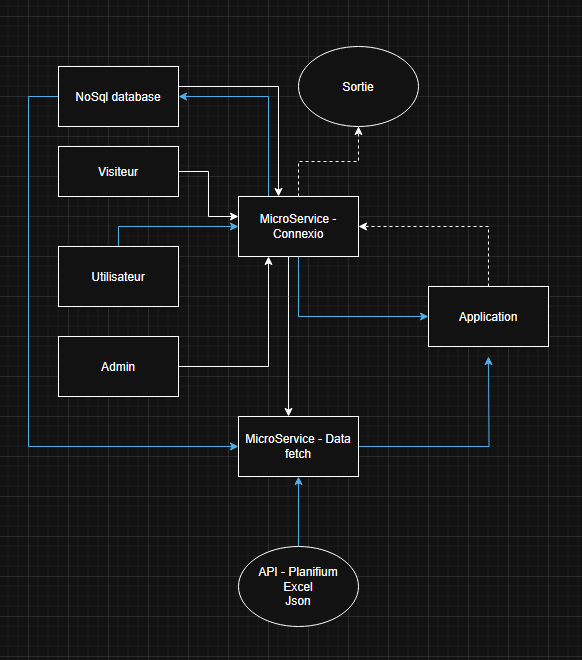 NoSql database
Sortie
Visiteur
MicroService -
Connexio
Utilisateur
Application
Admin
MicroService - Data
fetch
API - Planifium
Excel
Json